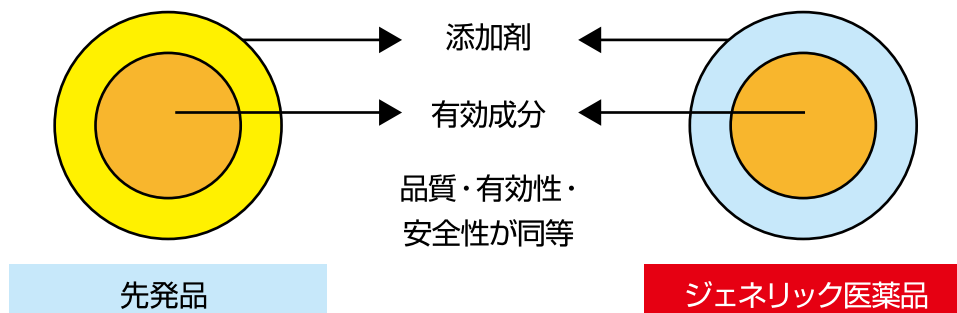 添加剤
有効成分
品質・有効性・
安全性が同等
先発品
ジェネリック医薬品